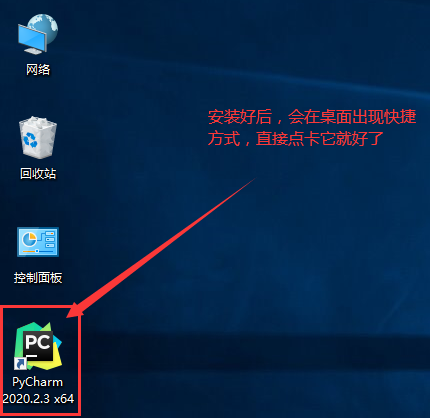 网络
安装好后，会在桌面出现快捷
方式，直接点卡它就好了
回收站
控制面板
PC
PyCharm
2020.2.3 x64